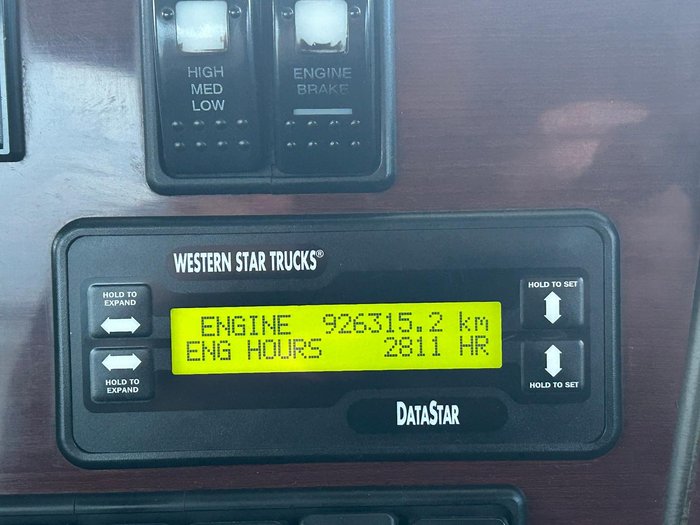 HIGH
MED
LOW
ENGINE
BRAKE
WESTERN STAR TRUCKS®
HOLD TO
EXPAND
HOLD TO SET
ENGINE 926315.2 km
ENG HOURS 2811 HR
HOLD TO
EXPAND
HOLD TO SET
DATASTAR